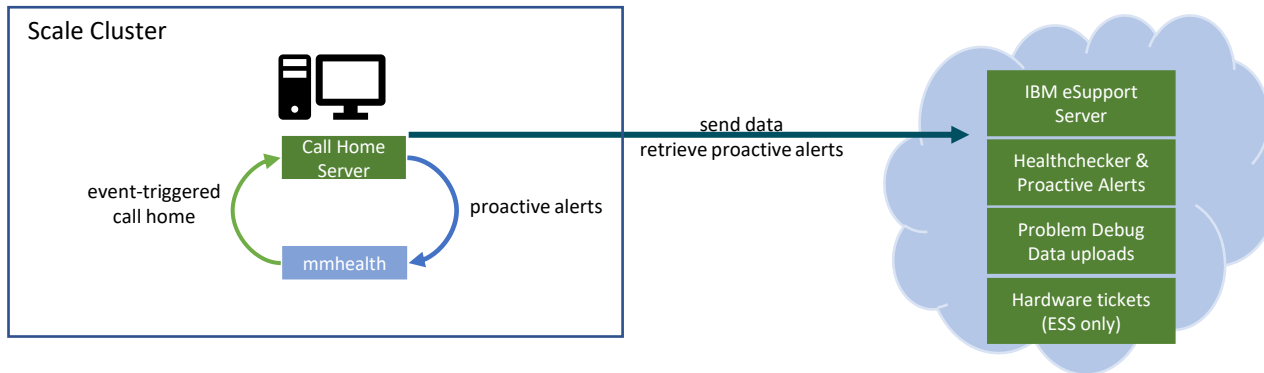 Scale Cluster
Call Home
Server
event-triggered
call home
proactive alerts
mmhealth
send data
retrieve proactive alerts
IBM eSupport
Server
Healthchecker &
Proactive Alerts
Problem Debug
Data uploads
Hardware tickets
(ESS only)